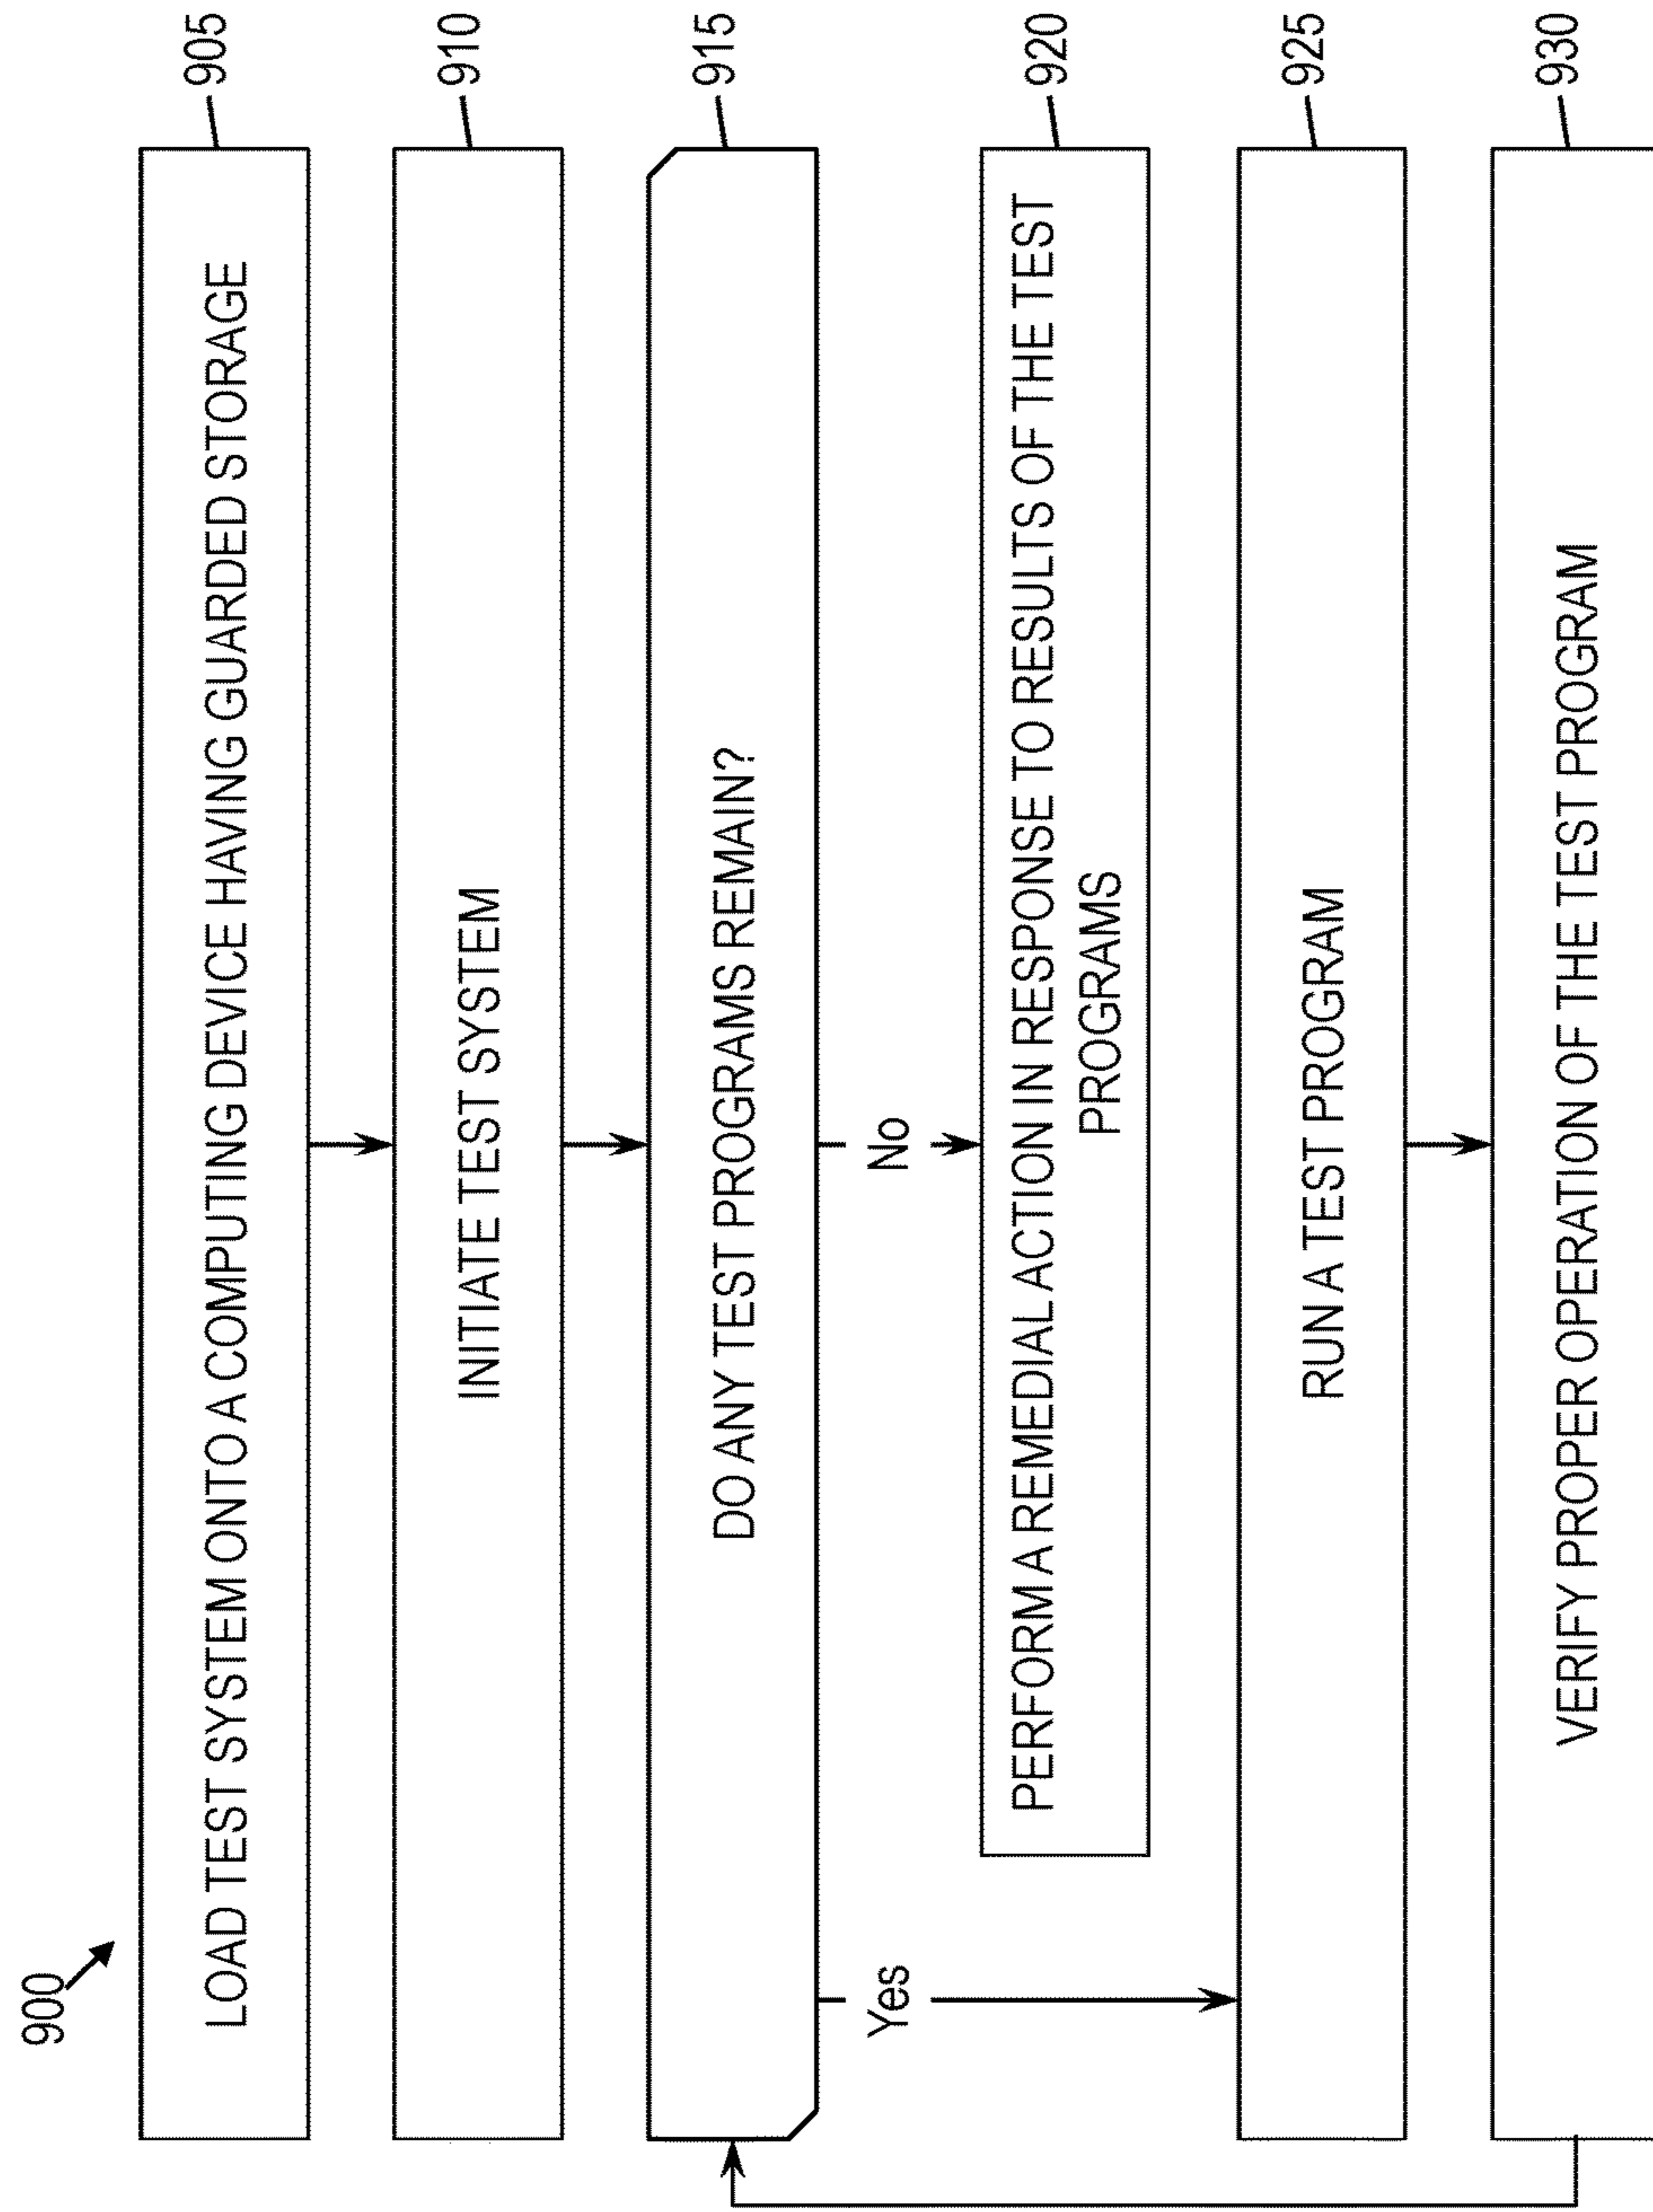 900
LOAD TEST SYSTEM ONTO A COMPUTING DEVICE HAVING GUARDED STORAGE
905
INITIATE TEST SYSTEM
910
DO ANY TEST PROGRAMS REMAIN?
915
Yes
No
PERFORM A REMEDIAL ACTION IN RESPONSE TO RESULTS OF THE TEST
PROGRAMS
920
RUN A TEST PROGRAM
925
VERIFY PROPER OPERATION OF THE TEST PROGRAM
930